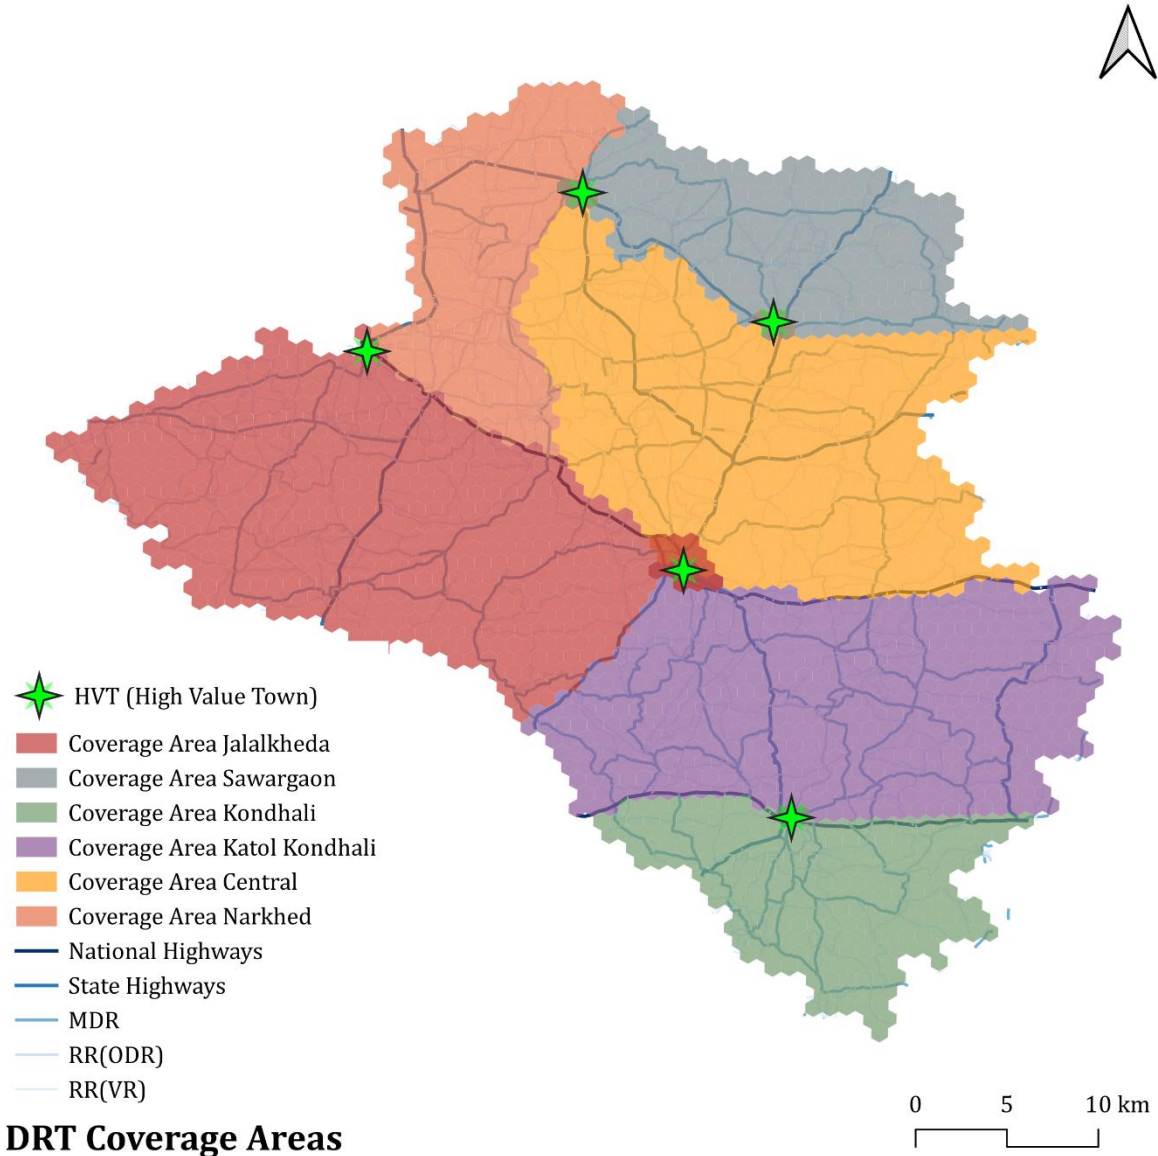 HVT (High Value Town)
Coverage Area Jalalkheda
Coverage Area Sawargaon
Coverage Area Kondhali
Coverage Area Katol Kondhali
Coverage Area Central
Coverage Area Narkhed
National Highways
State Highways
MDR
RR(ODR)
RR(VR)
DRT Coverage Areas
0 5 10 km